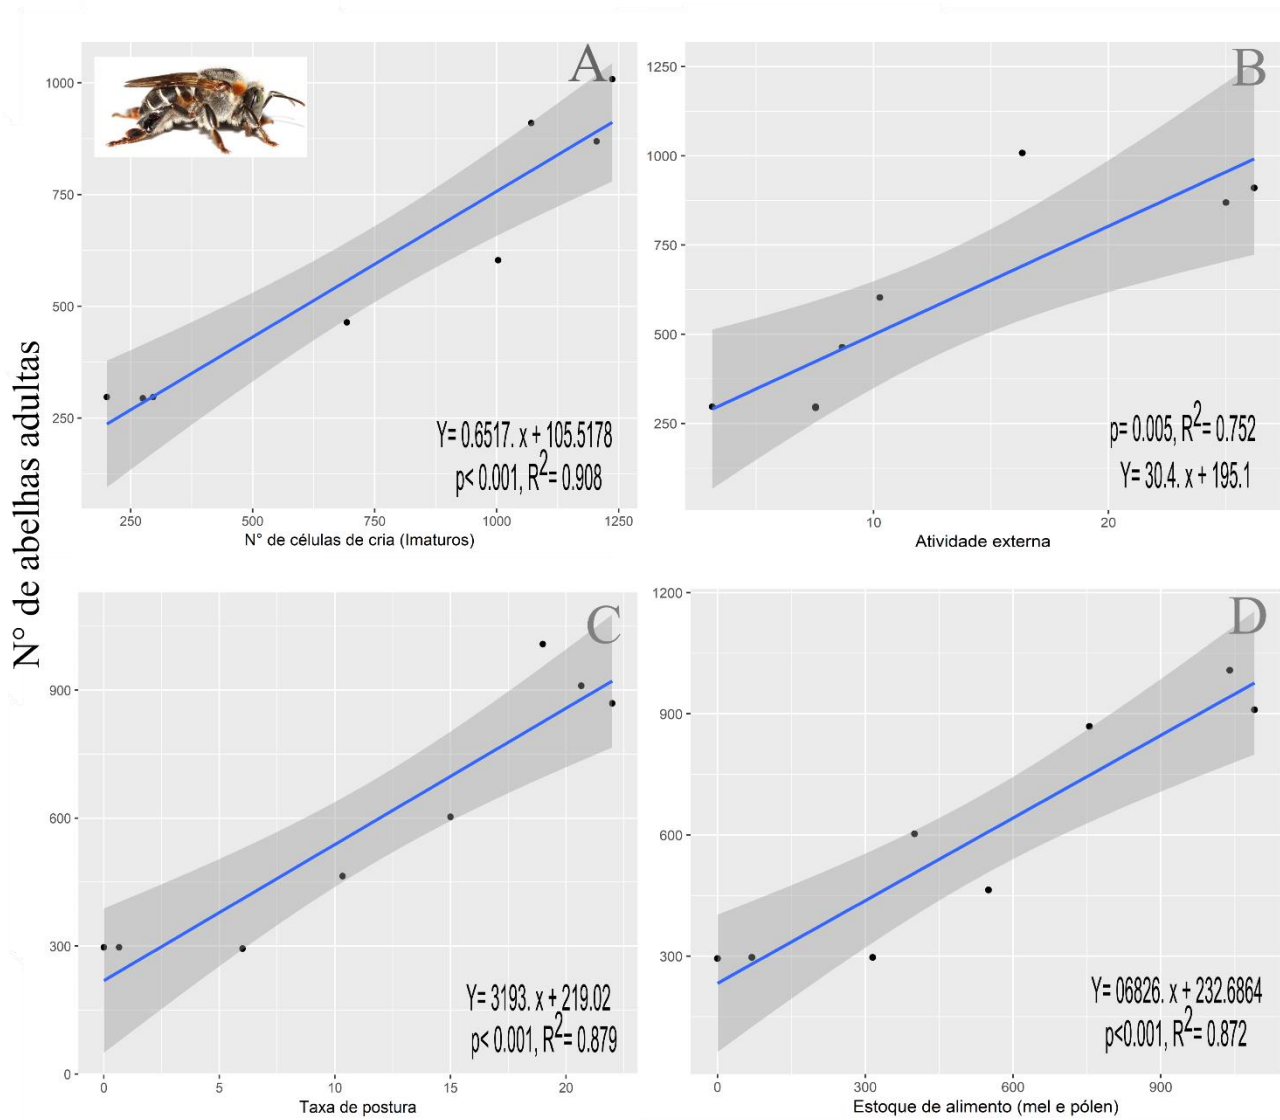 N° de abelhas adultas
A
1000
750
500
250
Y= 0.6517. x + 105.5178
p< 0.001, R2= 0.908
250 500 750 1000 1250
N° de células de cria (Imaturos)
B
1250
1000
750
500
250
p= 0.005, R2= 0.752
Y= 30.4. x + 195.1
10 20
Atividade externa
C
900
600
300
0
Y= 3193. x + 219.02
p< 0.001, R2= 0.879
0 5 10 15 20
Taxa de postura
D
1200
900
600
300
Y= 06826. x + 232.6864
p<0.001, R2= 0.872
0 300 600 900
Estoque de alimento (mel e pólen)